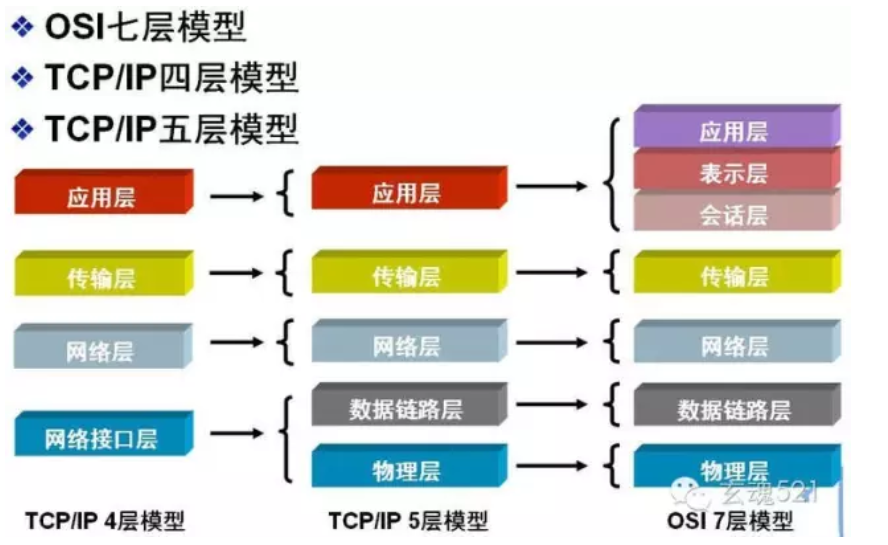 OSI七层模型
TCP/IP四层模型
TCP/IP五层模型
应用层
应用层
应用层
表示层
会话层
传输层
传输层
传输层
网络层
网络层
网络层
网络接口层
数据链路层
数据链路层
物理层
物理层
玄魂521
TCP/IP 4层模型
TCP/IP 5层模型
OSI 7层模型